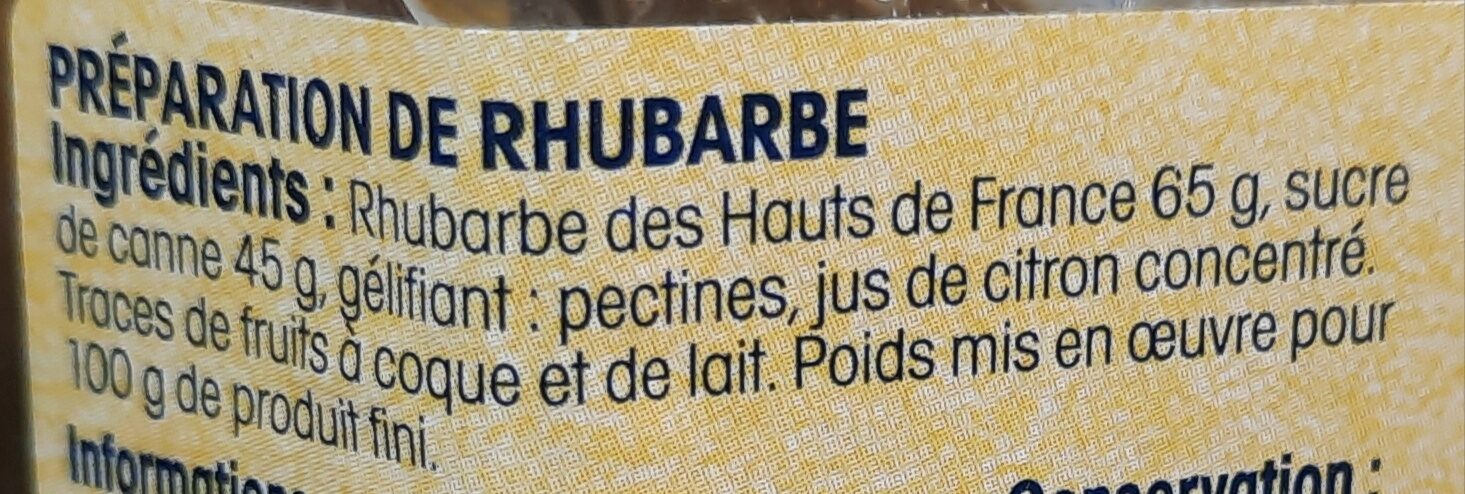 PRÉPARATION DE RHUBARBE
Ingrédients : Rhubarbe des Hauts de France 65 g, sucre
de canne 45 g, gélifiant : pectines, jus de citron concentré.
Traces de fruits à coque et de lait. Poids mis en œuvre pour
100 g de produit fini.
Conservation :